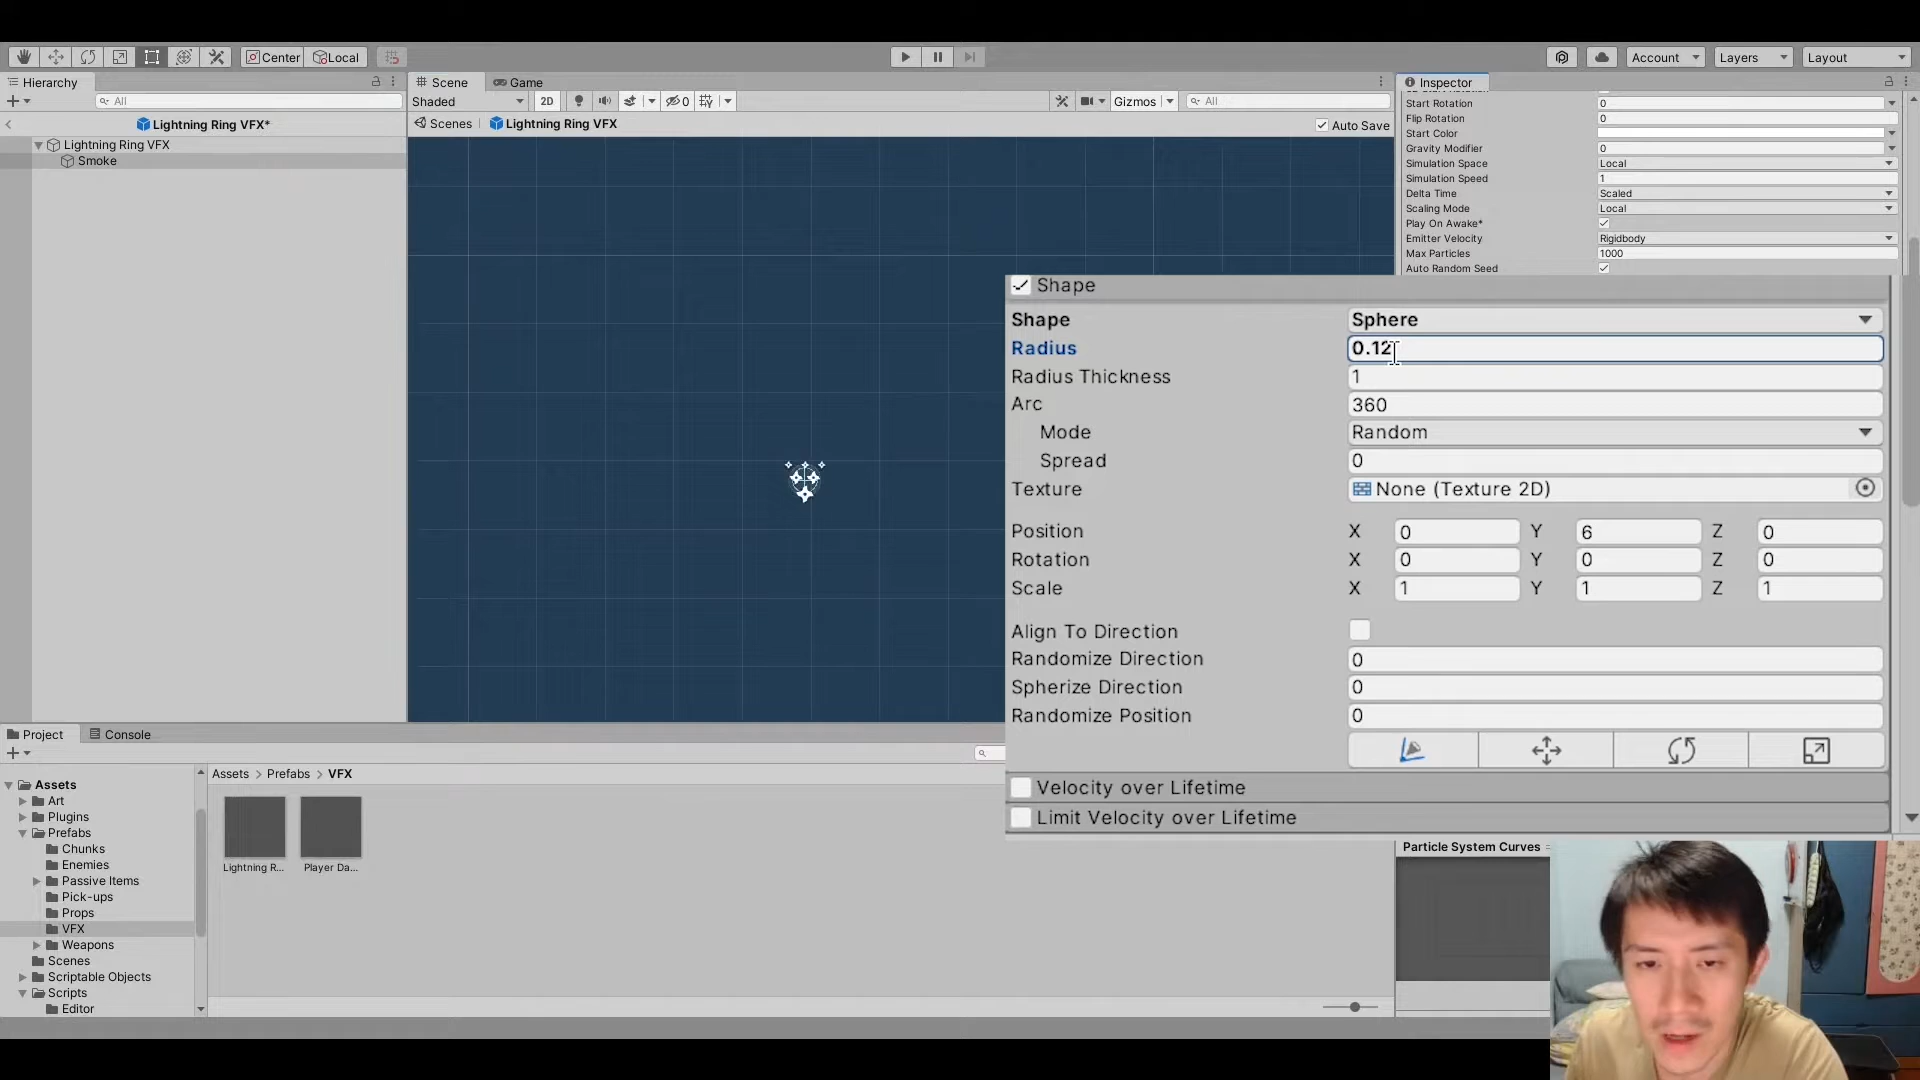 Center
Local
Account
Layers
Layout
Hierarchy
All
Lightning Ring VFX*
Lightning Ring VFX
Smoke
Scene
Game
Shaded
2D
0
Gizmos
All
Scenes
Lightning Ring VFX
Auto Save
Inspector
Start Rotation 0
Flip Rotation 0
Start Color
Gravity Modifier 0
Simulation Space Local
Simulation Speed 1
Delta Time Scaled
Scaling Mode Local
Play On Awake*
Emitter Velocity Rigidbody
Max Particles 1000
Auto Random Seed
Shape
Shape Sphere
Radius 0.12
Radius Thickness 1
Arc 360
Mode Random
Spread 0
Texture None (Texture 2D)
Position X 0 Y 6 Z 0
Rotation X 0 Y 0 Z 0
Scale X 1 Y 1 Z 1
Align To Direction
Randomize Direction 0
Spherize Direction 0
Randomize Position 0
Velocity over Lifetime
Limit Velocity over Lifetime
Particle System Curves
Project
Console
Assets
Art
Plugins
Prefabs
Chunks
Enemies
Passive Items
Pick-ups
Props
VFX
Weapons
Scenes
Scriptable Objects
Scripts
Editor
Assets > Prefabs > VFX
Lightning R...
Player Da...